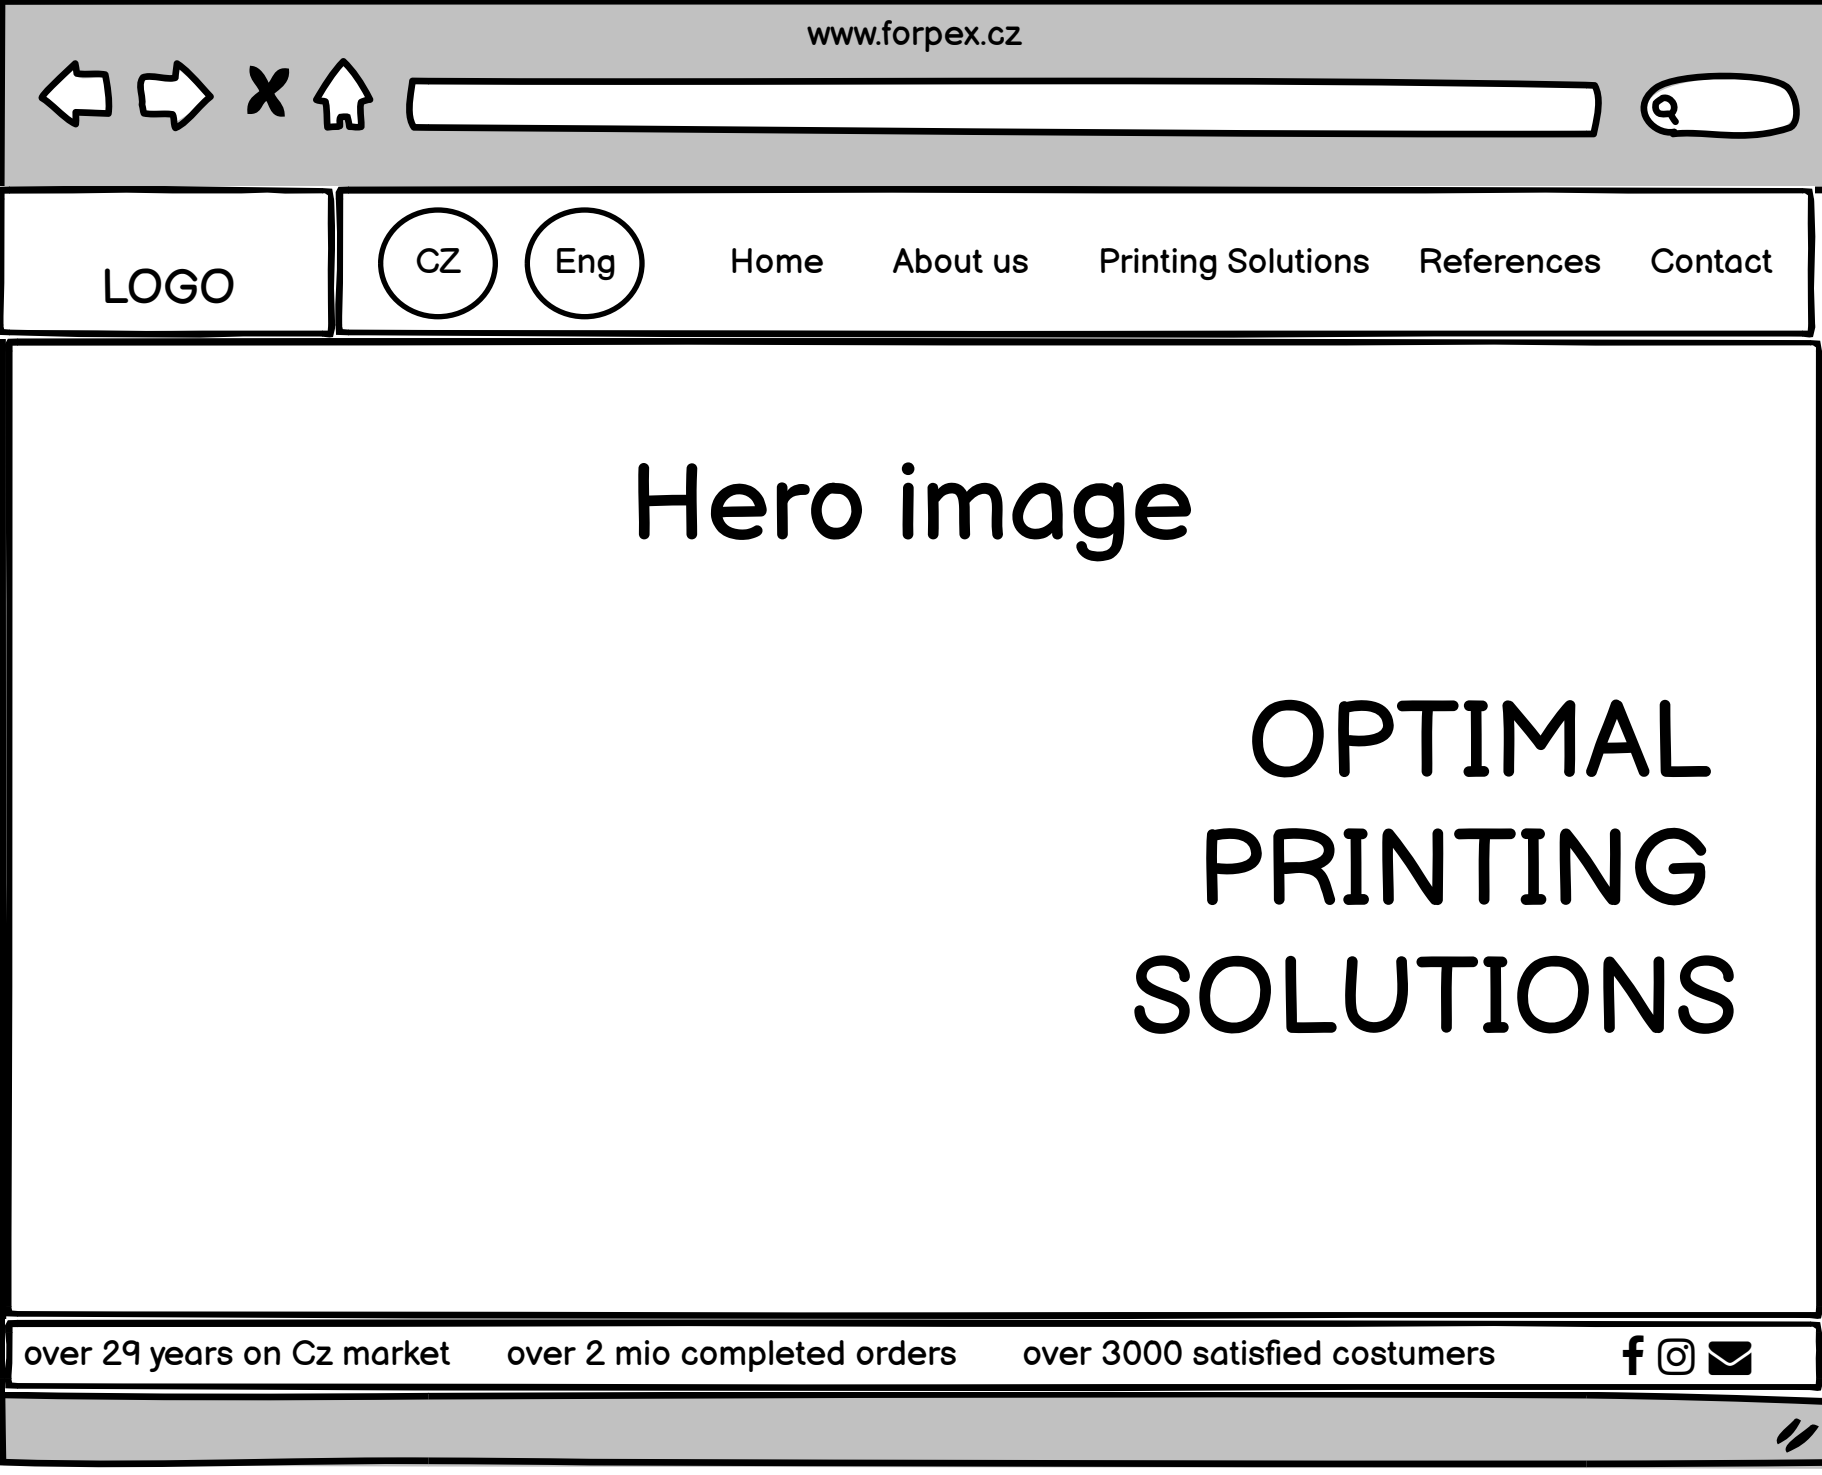 www.forpex.cz
LOGO
CZ Eng Home About us Printing Solutions References Contact
Hero image
OPTIMAL
PRINTING
SOLUTIONS
over 29 years on Cz market over 2 mio completed orders over 3000 satisfied costumers